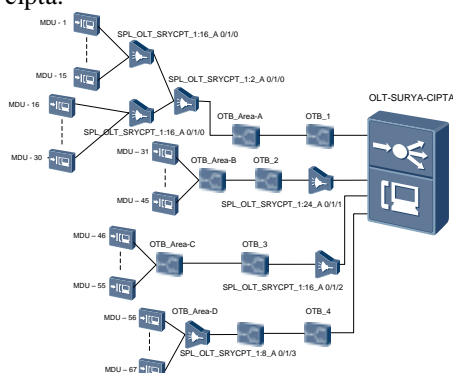 cipta.
MDU - 1
SPL_OLT_SRYCPT_1:16_A 0/1/0
MDU - 15
SPL_OLT_SRYCPT_1:2_A 0/1/0
OLT-SURYA-CIPTA
MDU - 16
SPL_OLT_SRYCPT_1:16_A 0/1/0
OTB_Area-A
OTB_1
MDU - 30
MDU – 31
OTB_Area-B
OTB_2
MDU – 45
SPL_OLT_SRYCPT_1:24_A 0/1/1
MDU – 46
OTB_Area-C
OTB_3
MDU – 55
SPL_OLT_SRYCPT_1:16_A 0/1/2
MDU – 56
OTB_Area-D
OTB_4
SPL_OLT_SRYCPT_1:8_A 0/1/3
MDU – 67